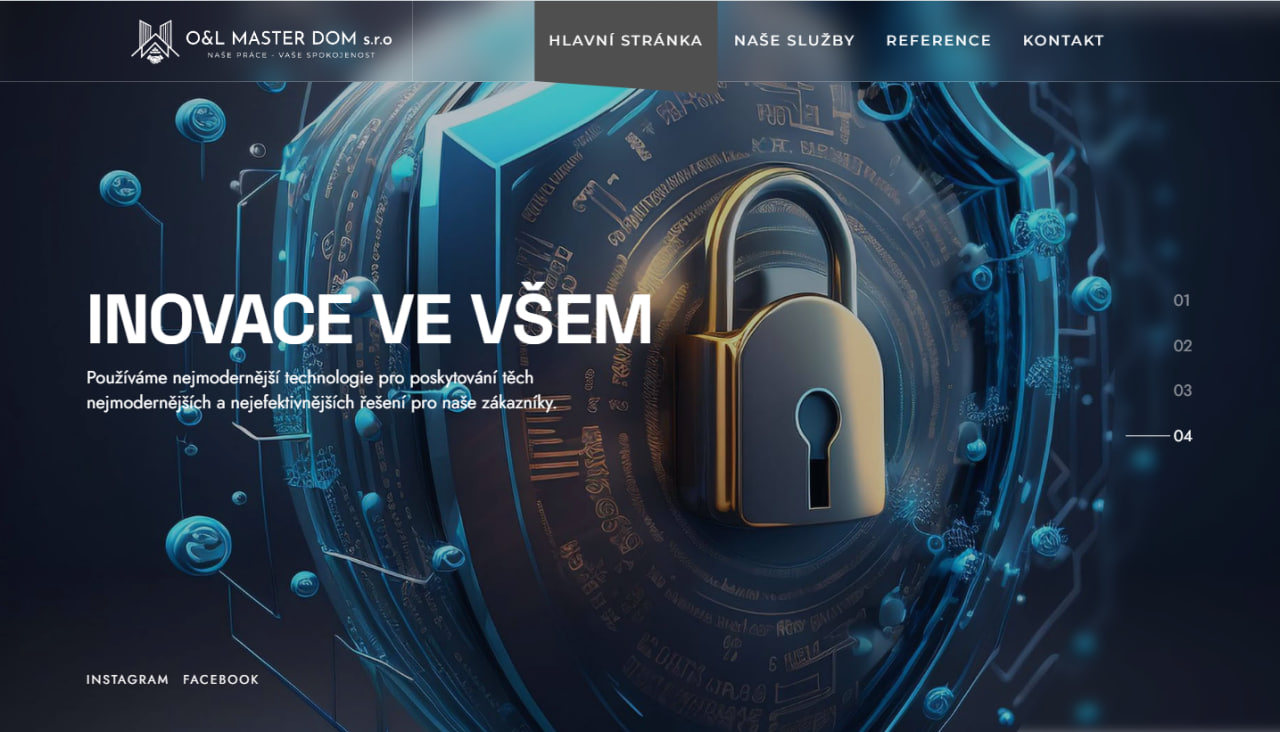 O&L MASTER DOM s.r.o
NAŠE PRÁCE - VAŠE SPOKOJENOST
HLAVNÍ STRÁNKA
NAŠE SLUŽBY
REFERENCE
KONTAKT
INOVACE VE VŠEM
Používáme nejmodernější technologie pro poskytování těch
nejmodernějších a nejefektivnějších řešení pro naše zákazníky.
01
02
03
04
INSTAGRAM FACEBOOK